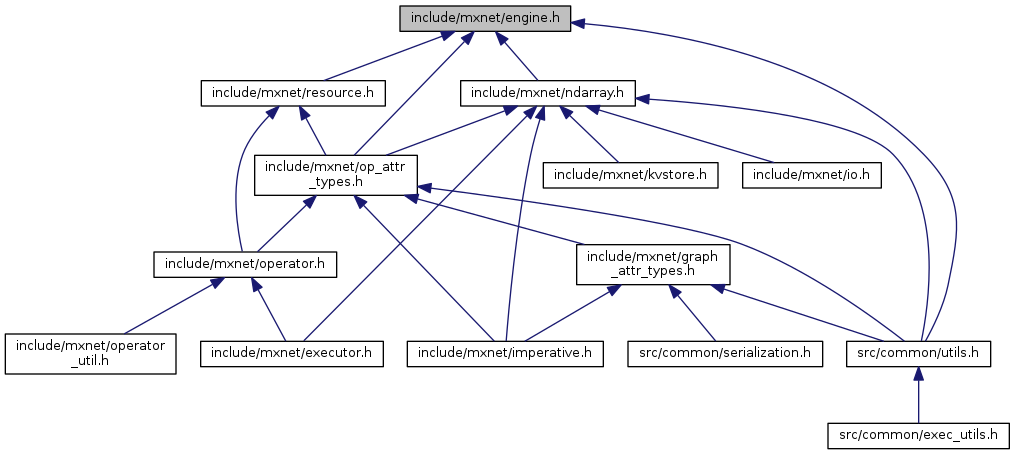 include/mxnet/engine.h
include/mxnet/resource.h
include/mxnet/ndarray.h
include/mxnet/op_attr
_types.h
include/mxnet/kvstore.h
include/mxnet/io.h
include/mxnet/operator.h
include/mxnet/graph
_attr_types.h
include/mxnet/operator
_util.h
include/mxnet/executor.h
include/mxnet/imperative.h
src/common/serialization.h
src/common/utils.h
src/common/exec_utils.h